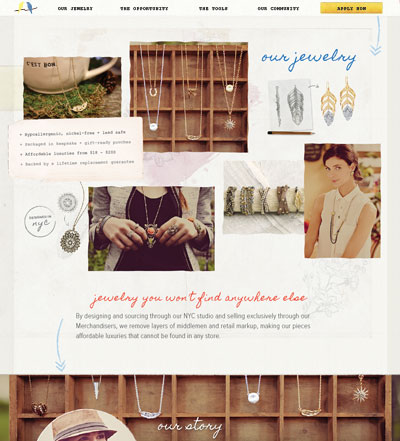 OUR JEWELRY THE OPPORTUNITY THE TOOLS OUR COMMUNITY APPLY NOW
our jewelry
C'EST BON
• Hypoallergenic, nickel-free + lead safe
• Packaged in keepsake + gift-ready pouches
• Affordable luxuries from $18 - $200
• Backed by a lifetime replacement guarantee
nyc
jewelry you won't find anywhere else
By designing and sourcing through our NYC studio and selling exclusively through our
Merchandisers, we remove layers of middlemen and retail markup, making our pieces
affordable luxuries that cannot be found in any store.
our story